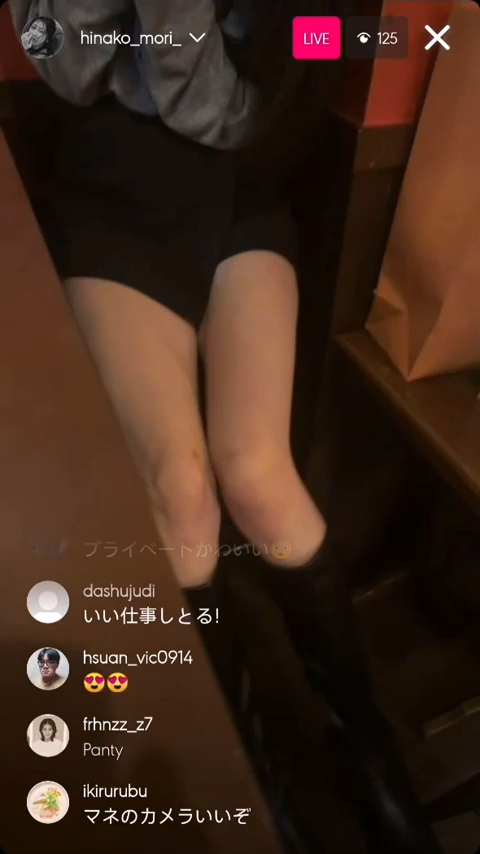 hinako_mori_
LIVE
125
プライベートかわいい😳
dashujudi
いい仕事しとる!
hsuan_vic0914
😍😍
frhnzz_z7
Panty
ikirurubu
マネのカメラいいぞ